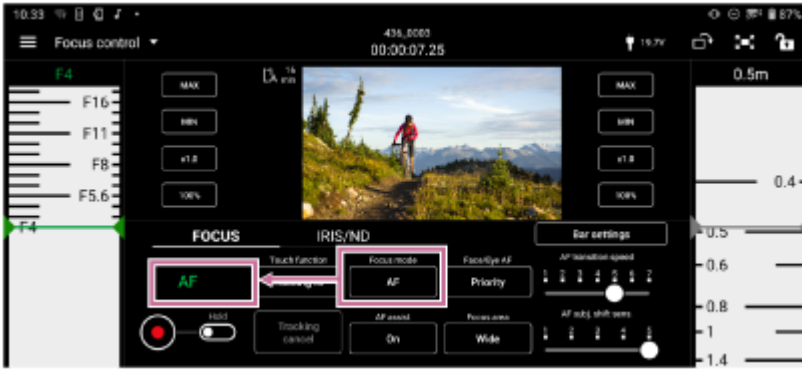 10:33
87%
Focus control
436_0003
00:00:07.25
19.7V
F4
0.5m
MAX
16 min
MAX
F16
MIN
MIN
F11
F8
x1.0
x1.0
0.4
F5.6
100%
100%
F4
0.5
FOCUS
IRIS/ND
Bar settings
Touch function
Focus mode
Face/Eye AF
AF transition speed
0.6
1 2 3 4 5 6 7
AF
AF
Priority
0.8
Hold
AF assist
Focus area
AF subj. shift sens
Tracking cancel
On
Wide
1 2 3 4 5
1
1.4